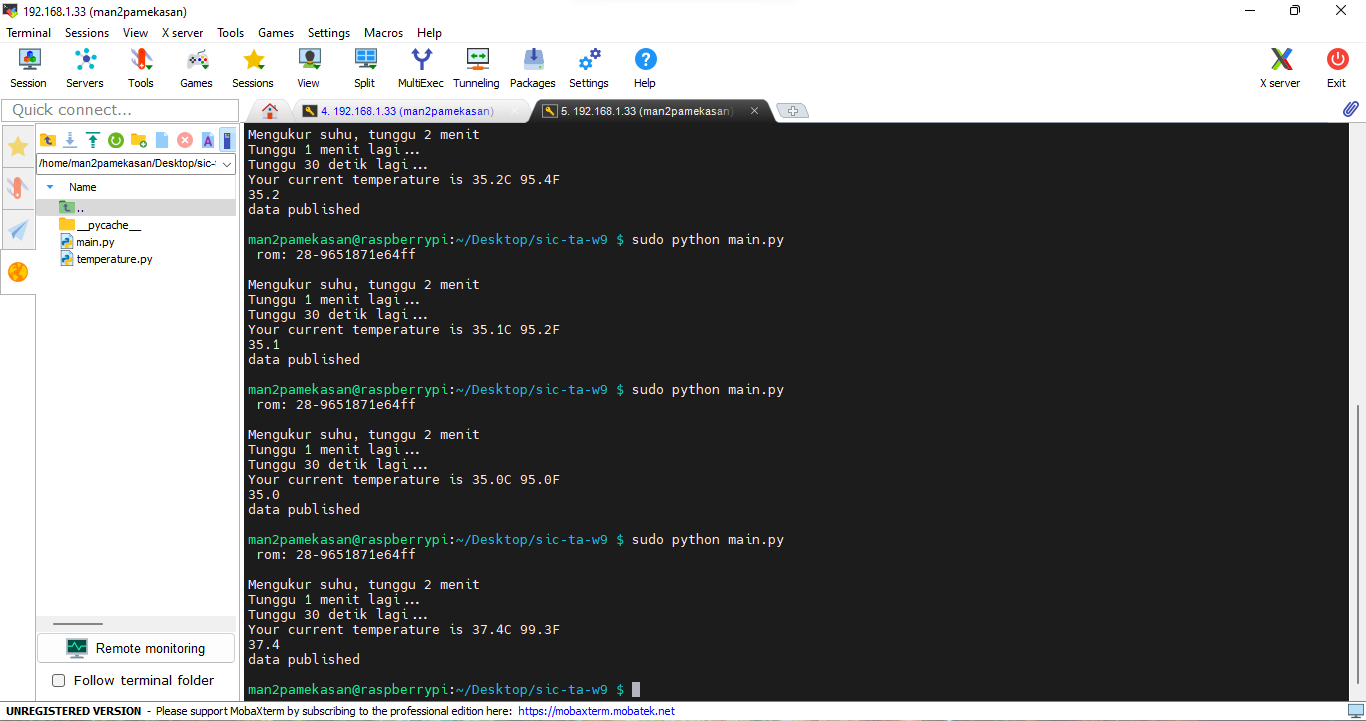 192.168.1.33 (man2pamekasan)
Terminal Sessions View X server Tools Games Settings Macros Help
Session Servers Tools Games Sessions View Split MultiExec Tunneling Packages Settings Help X server Exit
Quick connect...
4. 192.168.1.33 (man2pamekasan)
5. 192.168.1.33 (man2pamekasan)
/home/man2pamekasan/Desktop/sic-
Name
..
__pycache__
main.py
temperature.py
Remote monitoring
Follow terminal folder
Mengukur suhu, tunggu 2 menit
Tunggu 1 menit lagi...
Tunggu 30 detik lagi...
Your current temperature is 35.2C 95.4F
35.2
data published
man2pamekasan@raspberrypi:~/Desktop/sic-ta-w9 $ sudo python main.py
rom: 28-9651871e64ff
Mengukur suhu, tunggu 2 menit
Tunggu 1 menit lagi...
Tunggu 30 detik lagi...
Your current temperature is 35.1C 95.2F
35.1
data published
man2pamekasan@raspberrypi:~/Desktop/sic-ta-w9 $ sudo python main.py
rom: 28-9651871e64ff
Mengukur suhu, tunggu 2 menit
Tunggu 1 menit lagi...
Tunggu 30 detik lagi...
Your current temperature is 35.0C 95.0F
35.0
data published
man2pamekasan@raspberrypi:~/Desktop/sic-ta-w9 $ sudo python main.py
rom: 28-9651871e64ff
Mengukur suhu, tunggu 2 menit
Tunggu 1 menit lagi...
Tunggu 30 detik lagi...
Your current temperature is 37.4C 99.3F
37.4
data published
man2pamekasan@raspberrypi:~/Desktop/sic-ta-w9 $
UNREGISTERED VERSION - Please support MobaXterm by subscribing to the professional edition here: https://mobaxterm.mobatek.net